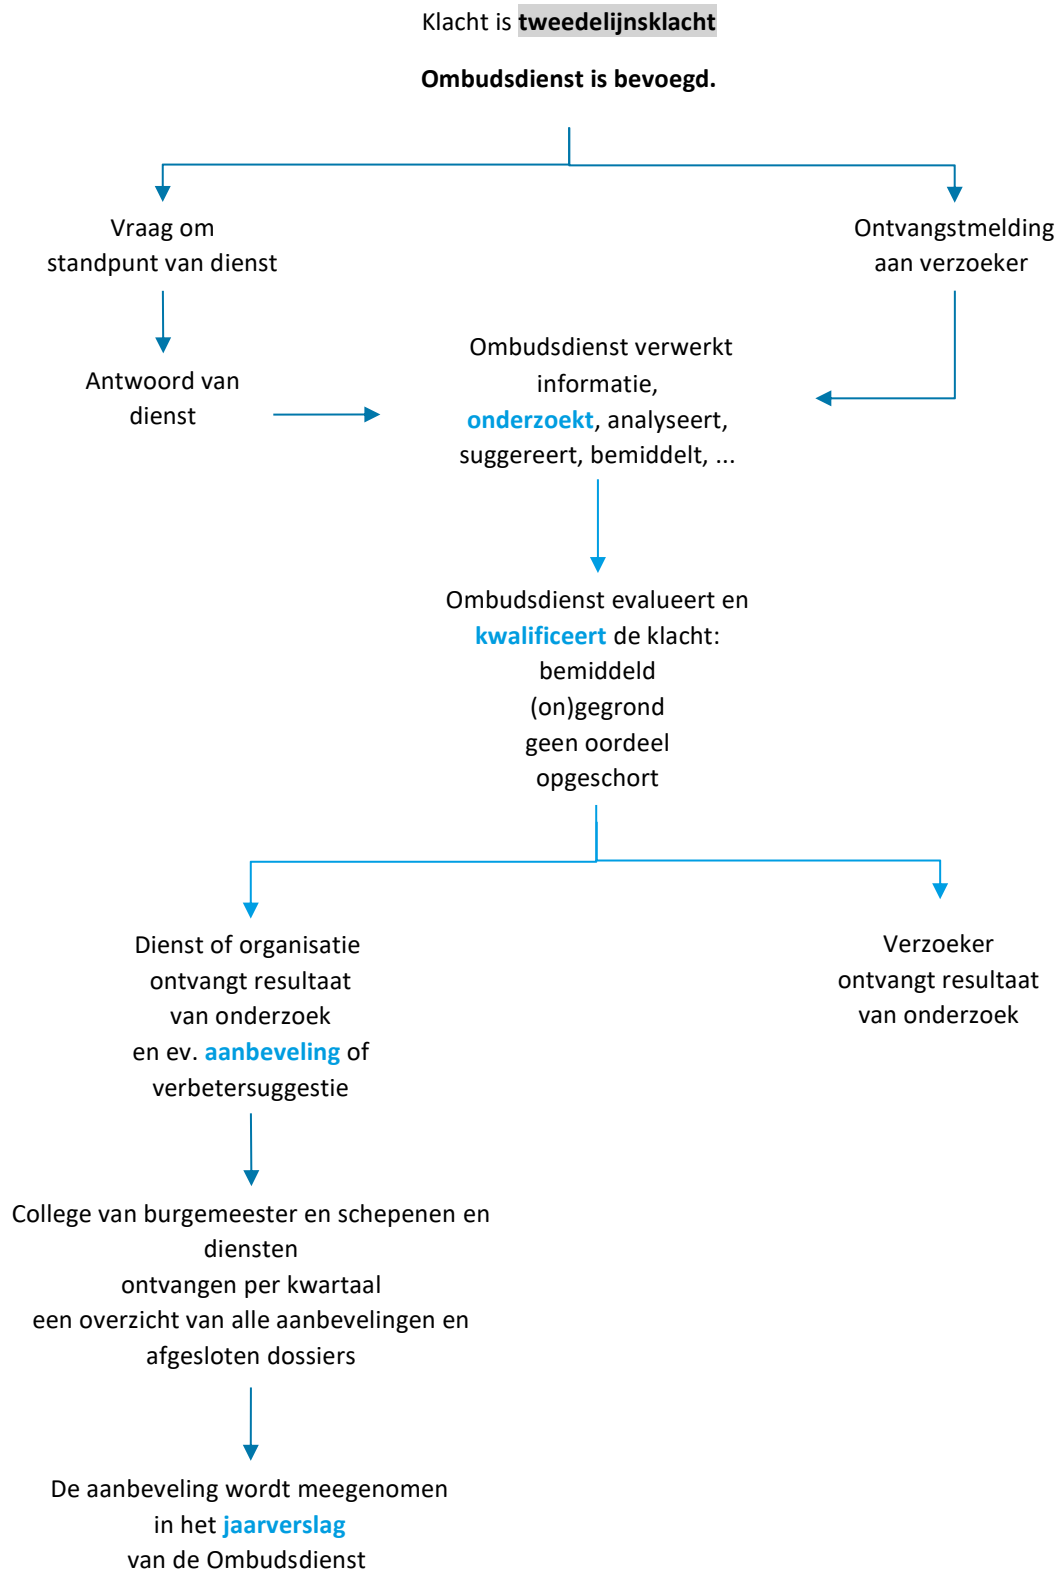 Klacht is tweedelijnsklacht
Ombudsdienst is bevoegd.
Vraag om
standpunt van dienst
Ontvangstmelding
aan verzoeker
Antwoord van
dienst
Ombudsdienst verwerkt
informatie,
onderzoekt, analyseert,
suggereert, bemiddelt, ...
Ombudsdienst evalueert en
kwalificeert de klacht:
bemiddeld
(on)gegrond
geen oordeel
opgeschort
Dienst of organisatie
ontvangt resultaat
van onderzoek
en ev. aanbeveling of
verbetersuggestie
Verzoeker
ontvangt resultaat
van onderzoek
College van burgemeester en schepenen en
diensten
ontvangen per kwartaal
een overzicht van alle aanbevelingen en
afgesloten dossiers
De aanbeveling wordt meegenomen
in het jaarverslag
van de Ombudsdienst